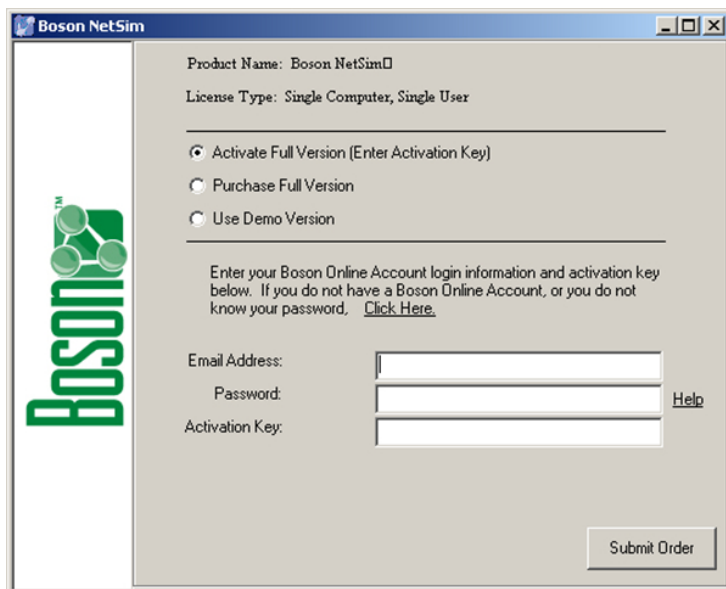 Boson NetSim
Product Name: Boson NetSim▯
License Type: Single Computer, Single User
Activate Full Version (Enter Activation Key)
Purchase Full Version
Use Demo Version
Boson™
Enter your Boson Online Account login information and activation key
below. If you do not have a Boson Online Account, or you do not
know your password, Click Here.
Email Address:
Password:
Help
Activation Key:
Submit Order